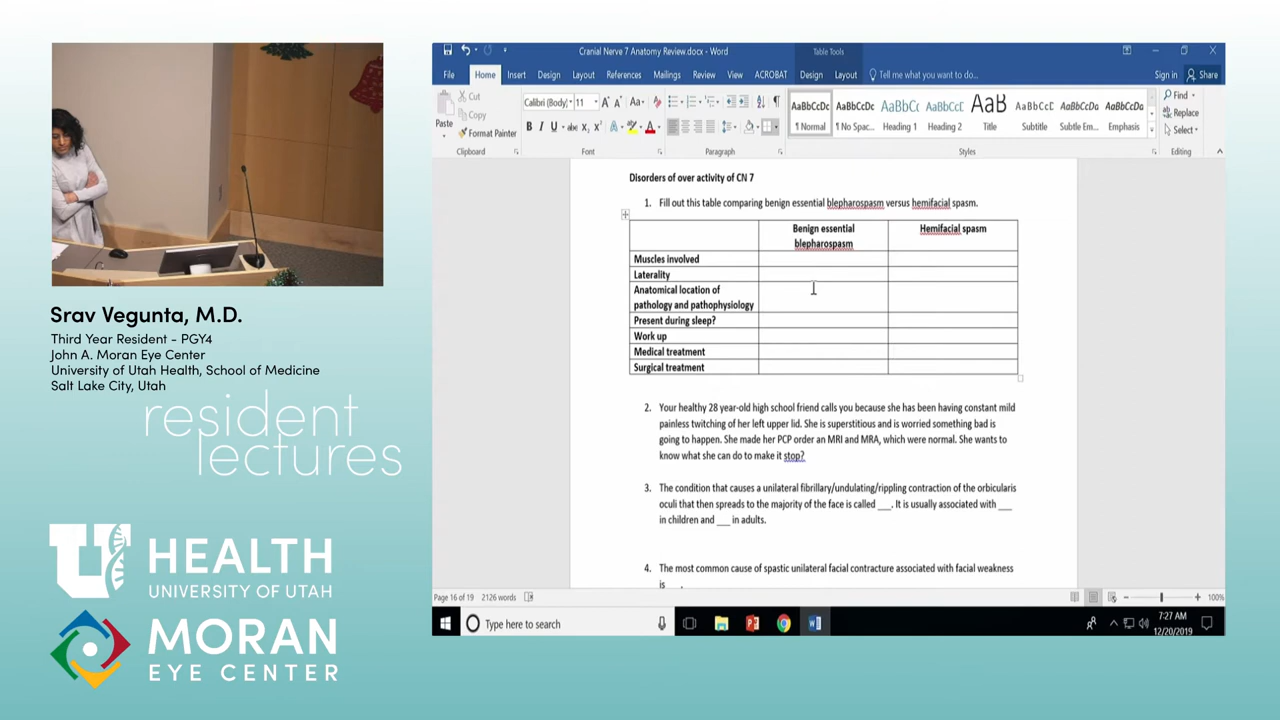 Srav Vegunta, M.D.
Third Year Resident - PGY4
John A. Moran Eye Center
University of Utah Health, School of Medicine
Salt Lake City, Utah
resident
lectures
U
HEALTH
UNIVERSITY OF UTAH
MORAN
EYE CENTER
Cranial Nerve 7 Anatomy Review.docx - Word
Table Tools
File Home Insert Design Layout References Mailings Review View ACROBAT Design Layout Tell me what you want to do... Sign in Share
Paste
Cut
Copy
Format Painter
Clipboard
Calibri (Body) 11
Font
Paragraph
AaBbCcDc AaBbCcDc AaBbCc AaBbCcC AaB AaBbCcC AaBbCcDc AaBbCcDc
¶ Normal ¶ No Spac... Heading 1 Heading 2 Title Subtitle Subtle Em... Emphasis
Styles
Find
Replace
Select
Editing
Disorders of over activity of CN 7
1. Fill out this table comparing benign essential blepharospasm versus hemifacial spasm.
Benign essential
blepharospasm
Hemifacial spasm
Muscles involved
Laterality
Anatomical location of
pathology and pathophysiology
Present during sleep?
Work up
Medical treatment
Surgical treatment
2. Your healthy 28 year-old high school friend calls you because she has been having constant mild
painless twitching of her left upper lid. She is superstitious and is worried something bad is
going to happen. She made her PCP order an MRI and MRA, which were normal. She wants to
know what she can do to make it stop?
3. The condition that causes a unilateral fibrillary/undulating/rippling contraction of the orbicularis
oculi that then spreads to the majority of the face is called ___. It is usually associated with ___
in children and ___ in adults.
4. The most common cause of spastic unilateral facial contracture associated with facial weakness
is ___.
Page 16 of 19 2126 words
100%
Type here to search
7:27 AM
12/20/2019